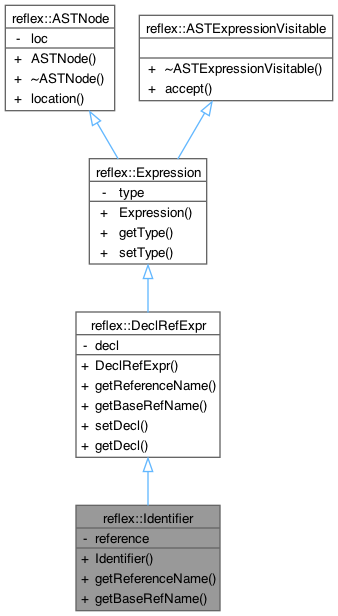 reflex::ASTNode
- loc
+ ASTNode()
+ ~ASTNode()
+ location()
reflex::ASTExpressionVisitable
+ ~ASTExpressionVisitable()
+ accept()
reflex::Expression
- type
+ Expression()
+ getType()
+ setType()
reflex::DeclRefExpr
- decl
+ DeclRefExpr()
+ getReferenceName()
+ getBaseRefName()
+ setDecl()
+ getDecl()
reflex::Identifier
- reference
+ Identifier()
+ getReferenceName()
+ getBaseRefName()